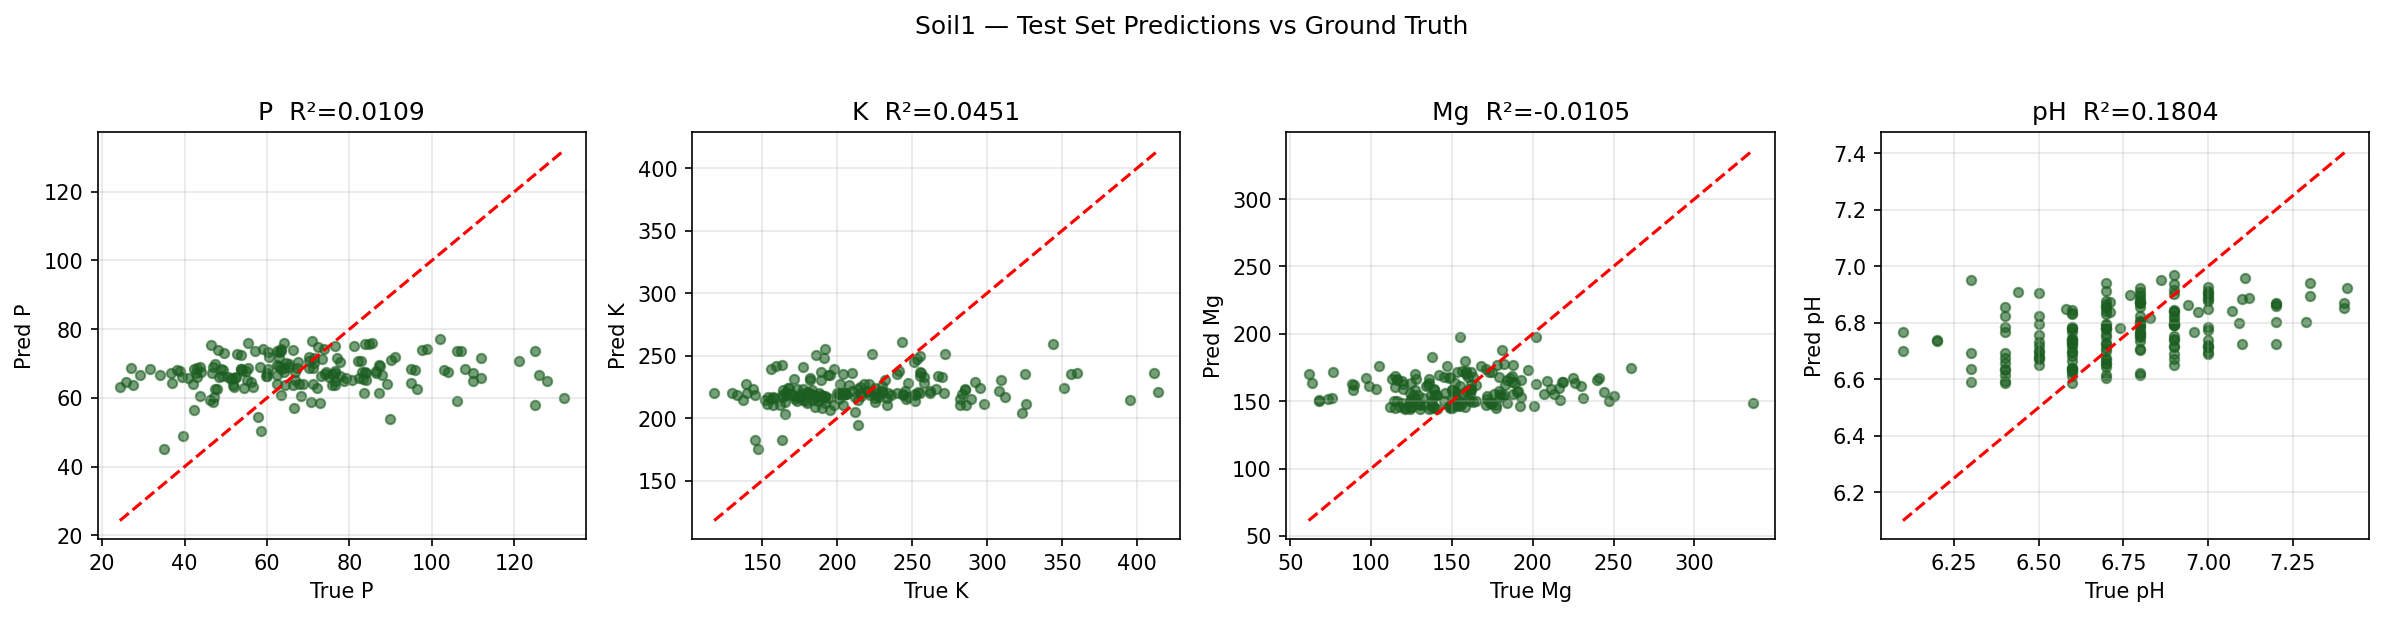 Soil1 — Test Set Predictions vs Ground Truth
P  R²=0.0109
120
100
80
60
40
20
20 40 60 80 100 120
Pred P
True P
K  R²=0.0451
400
350
300
250
200
150
150 200 250 300 350 400
Pred K
True K
Mg  R²=-0.0105
300
250
200
150
100
50
50 100 150 200 250 300
Pred Mg
True Mg
pH  R²=0.1804
7.4
7.2
7.0
6.8
6.6
6.4
6.2
6.25 6.50 6.75 7.00 7.25
Pred pH
True pH